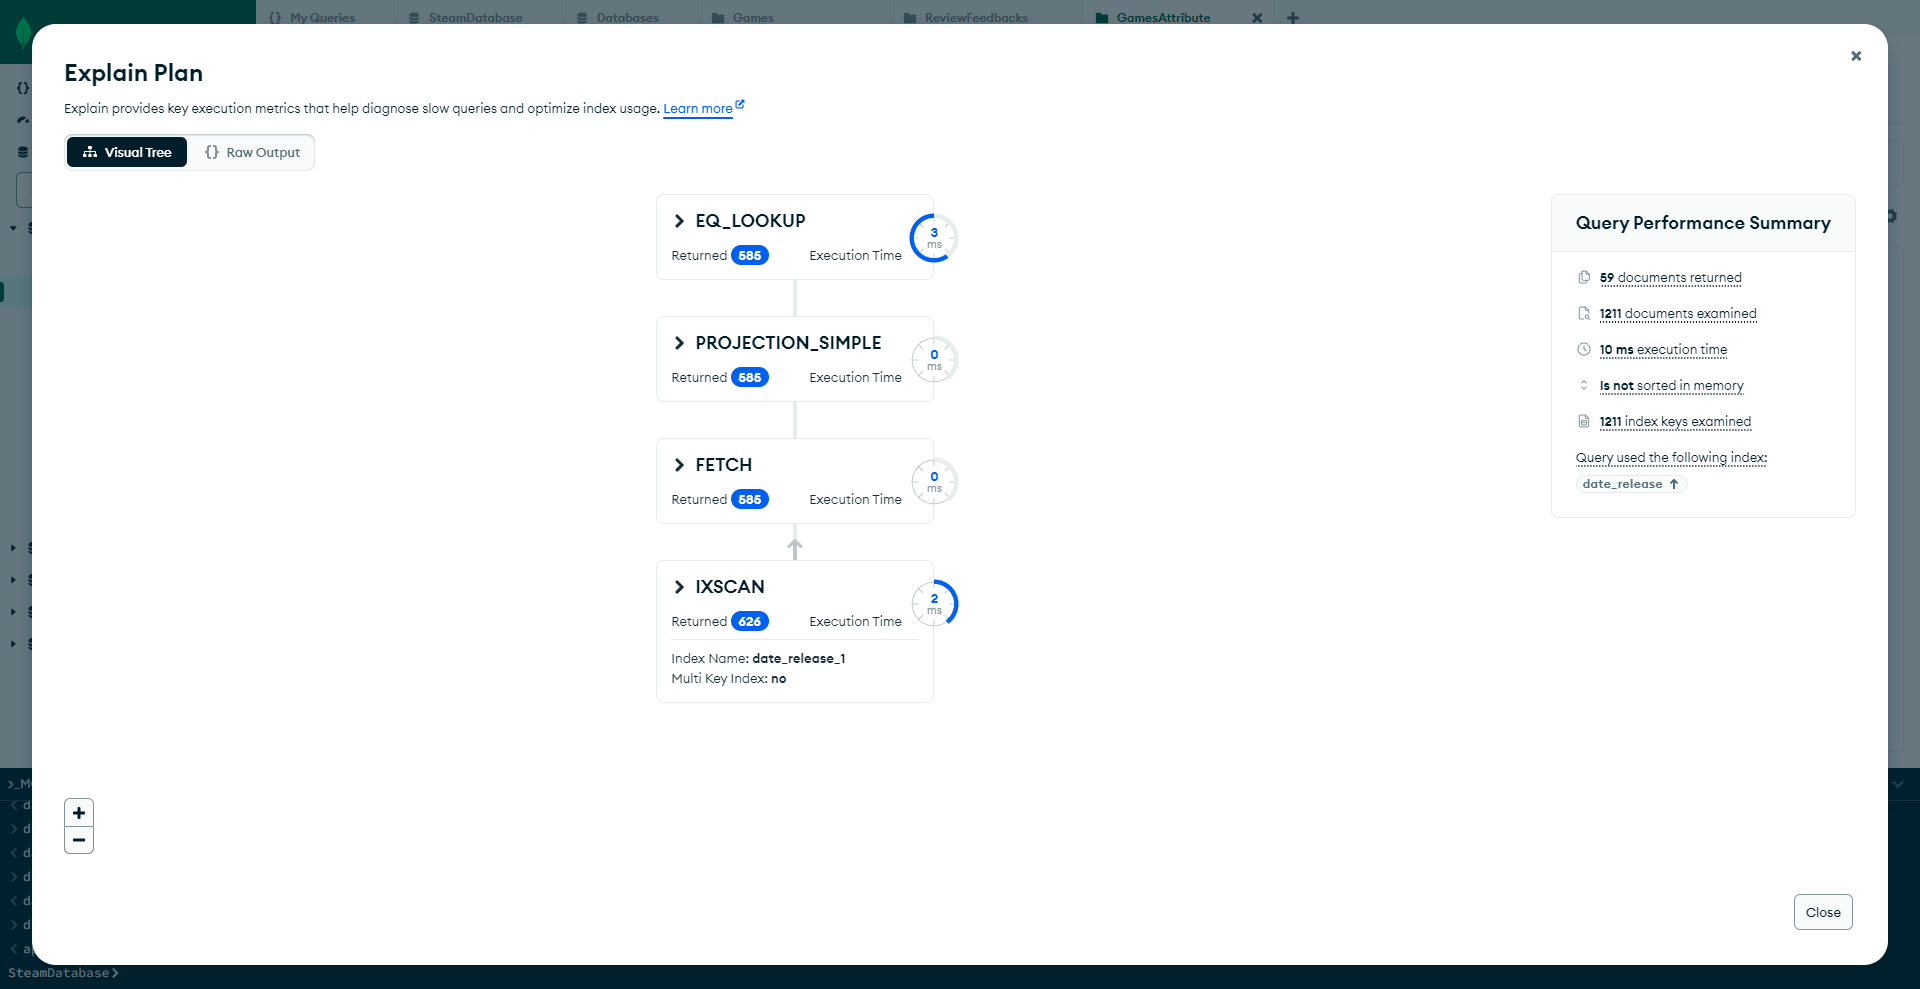 My Queries SteamDatabase Databases Games ReviewFeedbacks GamesAttribute
Explain Plan
Explain provides key execution metrics that help diagnose slow queries and optimize index usage. Learn more
Visual Tree {} Raw Output
EQ_LOOKUP
Returned 585 Execution Time
3 ms
PROJECTION_SIMPLE
Returned 585 Execution Time
0 ms
FETCH
Returned 585 Execution Time
0 ms
IXSCAN
Returned 626 Execution Time
2 ms
Index Name: date_release_1
Multi Key Index: no
Query Performance Summary
59 documents returned
1211 documents examined
10 ms execution time
Is not sorted in memory
1211 index keys examined
Query used the following index:
date_release ↑
Close
SteamDatabase>